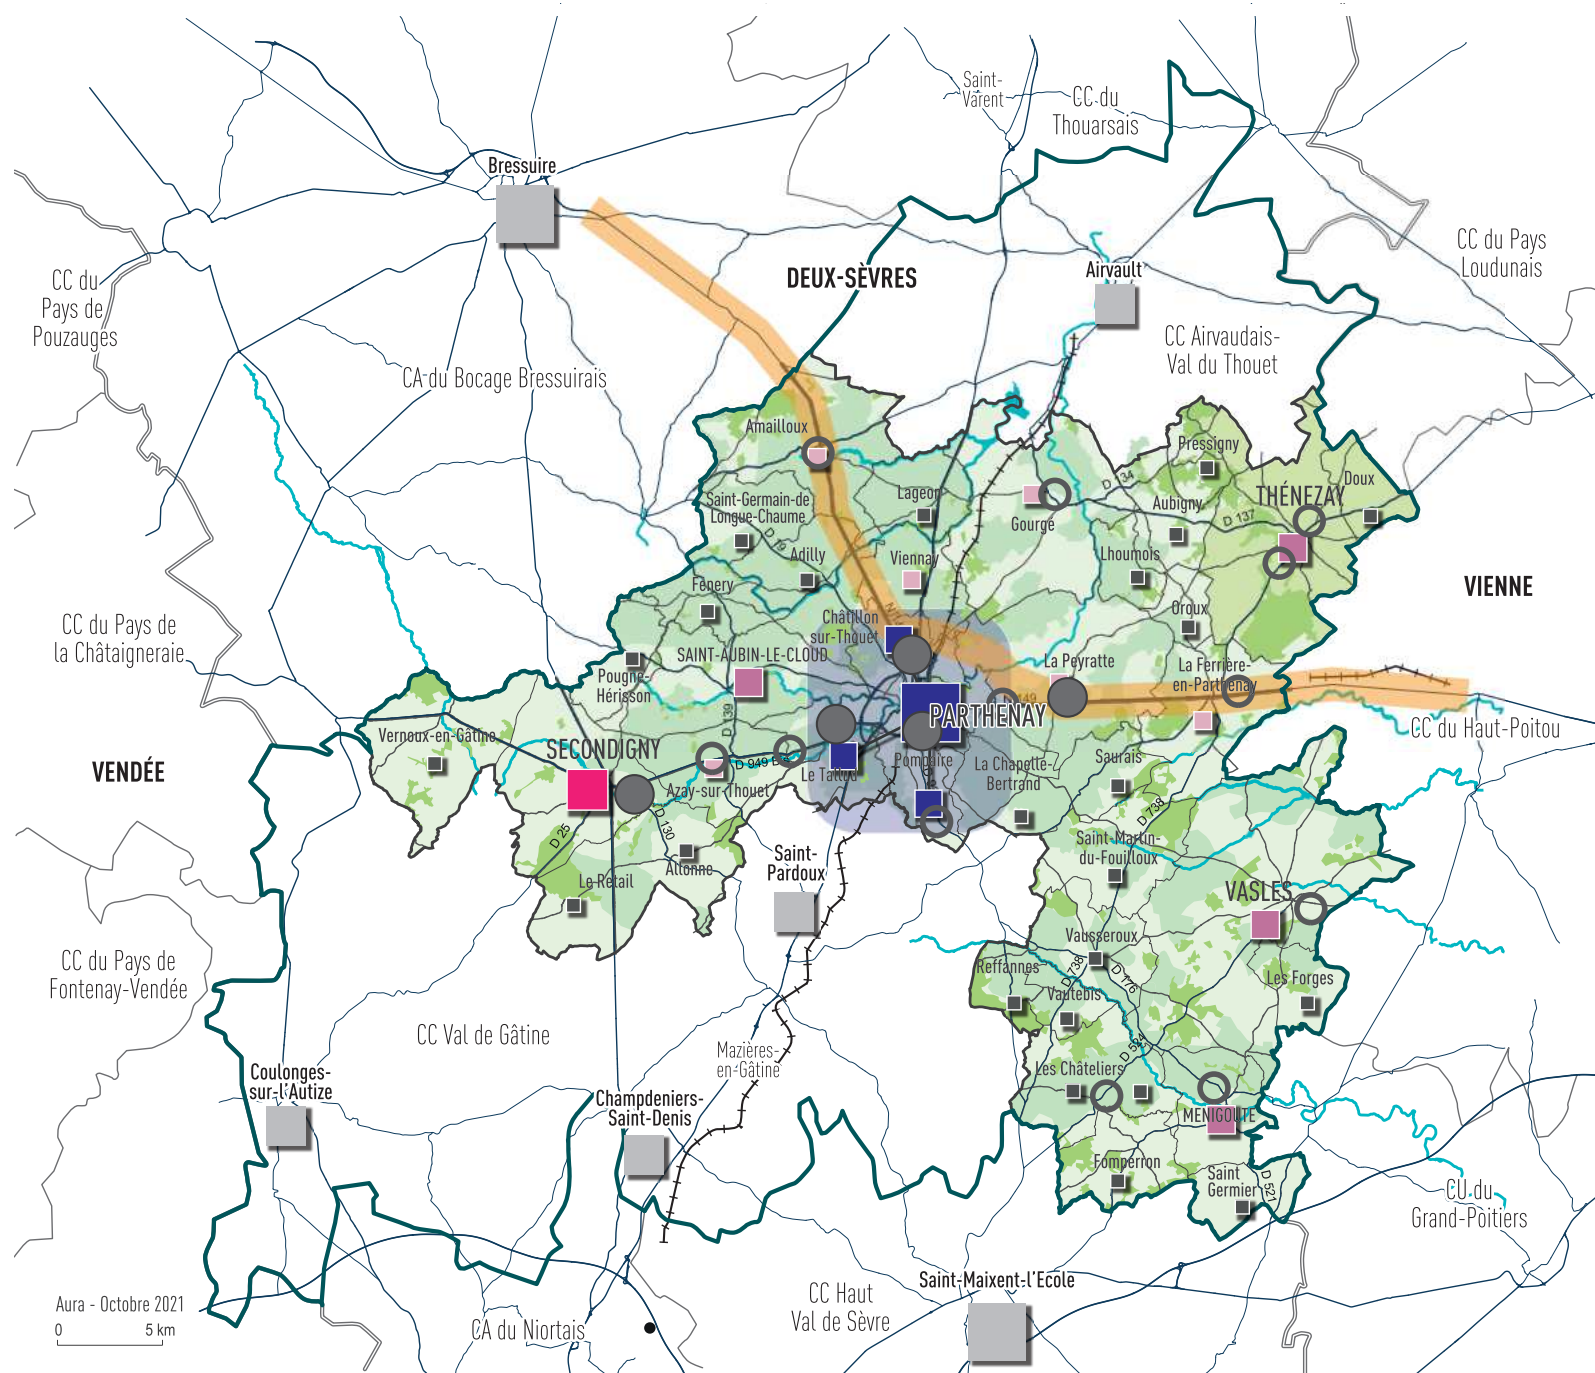 Saint-
Varent
CC du
Thouarsais
Bressuire
CC du Pays
Loudunais
DEUX-SÈVRES
Airvault
CC du
Pays de
Pouzauges
CC Airvaudais-
Val du Thouet
CA du Bocage Bressuirais
Amailloux
Pressigny
Doux
D 134
THÉNEZAY
Saint-Germain-de
Longue-Chaume
Lageon
Gourgé
Aubigny
D 137
D 19
Adilly
Viennay
Lhoumois
VIENNE
Fénery
Oroux
Châtillon
sur-Thouet
CC du Pays de
la Châtaigneraie
SAINT-AUBIN-LE-CLOUD
La Peyratte
La Ferrière-
en-Parthenay
Pougne-
Hérisson
D 139
PARTHENAY
CC du Haut-Poitou
Vernoux-en-Gâtine
SECONDIGNY
VENDÉE
D 949 Bis
Le Tallud
Pompaire
La Chapelle-
Bertrand
Saurais
Azay-sur-Thouet
D 738
D 25
D 130
Saint-Martin-
du-Fouilloux
Saint-
Pardoux
Allonne
Le Retail
VASLES
Vausseroux
CC du Pays de
Fontenay-Vendée
Reffannes
D 738
D 176
Les Forges
Vautebis
CC Val de Gâtine
Mazières-
en-Gâtine
D 524
Les Châteliers
Coulonges-
sur-l'Autize
Champdeniers-
Saint-Denis
MENIGOUTE
Fomperron
Saint
Germier
D 521
CU du
Grand-Poitiers
Saint-Maixent-l'Ecole
CC Haut
Val de Sèvre
Aura - Octobre 2021
0 5 km
CA du Niortais